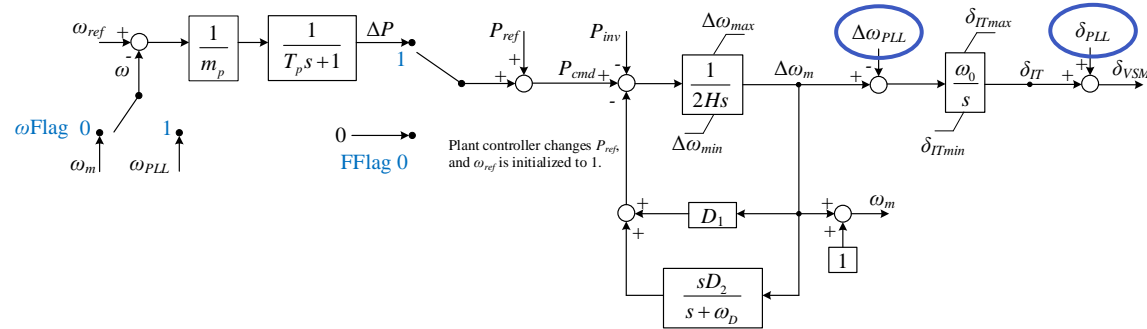 ω_ref + - ω
1/m_p
1/(T_p s+1)
ΔP
1
P_ref
+ +
P_cmd +
P_inv
- -
Δω_max
1/(2Hs)
Δω_min
Δω_m
Δω_PLL
+ -
δ_ITmax
ω_0/s
δ_ITmin
δ_IT
δ_PLL
+ +
δ_VSM
ωFlag 0 1
ω_m ω_PLL
0
FFlag 0
Plant controller changes P_ref,
and ω_ref is initialized to 1.
+ +
D_1
+ +
ω_m
1
sD_2/(s+ω_D)